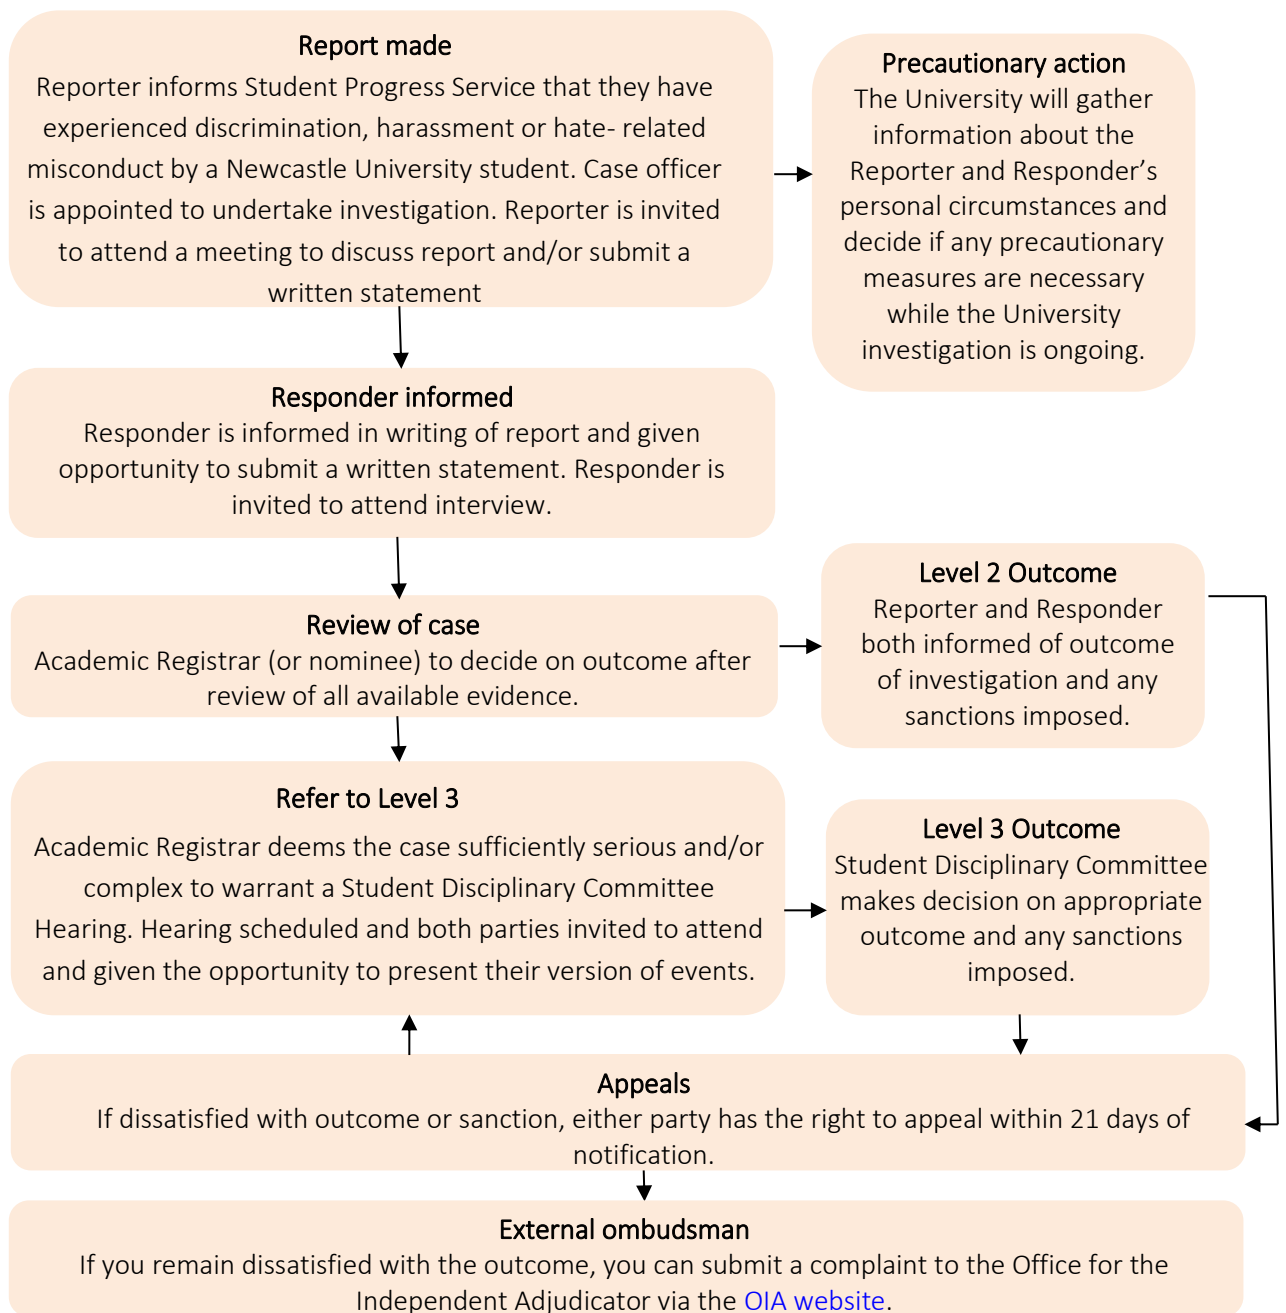 Report made
Reporter informs Student Progress Service that they have
experienced discrimination, harassment or hate- related
misconduct by a Newcastle University student. Case officer
is appointed to undertake investigation. Reporter is invited
to attend a meeting to discuss report and/or submit a
written statement
Precautionary action
The University will gather
information about the
Reporter and Responder’s
personal circumstances and
decide if any precautionary
measures are necessary
while the University
investigation is ongoing.
Responder informed
Responder is informed in writing of report and given
opportunity to submit a written statement. Responder is
invited to attend interview.
Review of case
Academic Registrar (or nominee) to decide on outcome after
review of all available evidence.
Level 2 Outcome
Reporter and Responder
both informed of outcome
of investigation and any
sanctions imposed.
Refer to Level 3
Academic Registrar deems the case sufficiently serious and/or
complex to warrant a Student Disciplinary Committee
Hearing. Hearing scheduled and both parties invited to attend
and given the opportunity to present their version of events.
Level 3 Outcome
Student Disciplinary Committee
makes decision on appropriate
outcome and any sanctions
imposed.
Appeals
If dissatisfied with outcome or sanction, either party has the right to appeal within 21 days of
notification.
External ombudsman
If you remain dissatisfied with the outcome, you can submit a complaint to the Office for the
Independent Adjudicator via the OIA website.